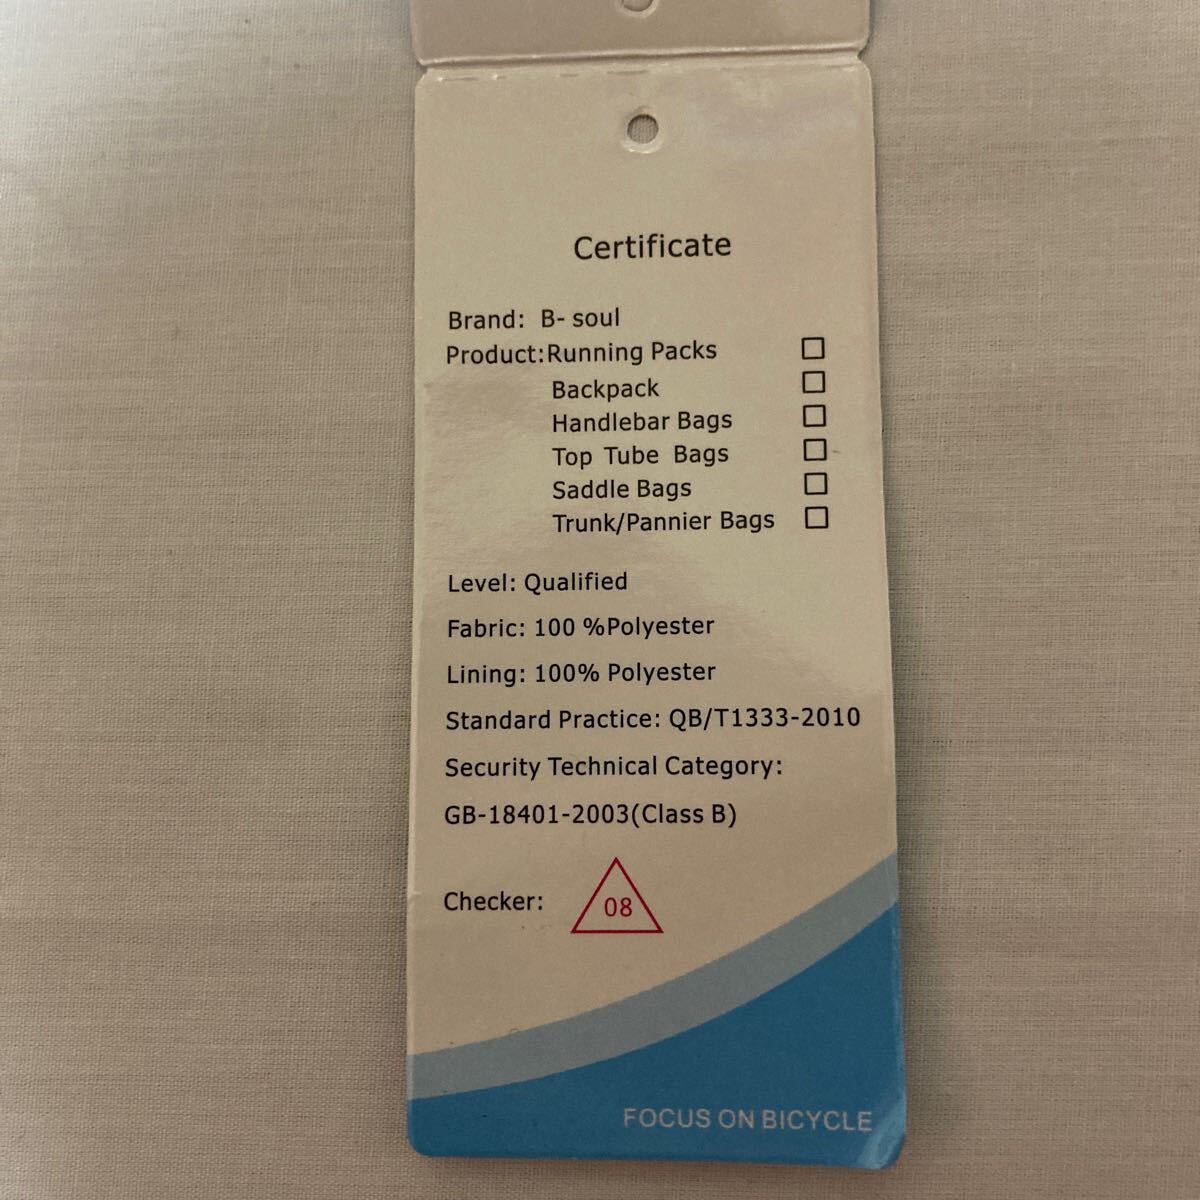 Certificate
Brand: B- soul
Product:Running Packs □
Backpack □
Handlebar Bags □
Top Tube Bags □
Saddle Bags □
Trunk/Pannier Bags □
Level: Qualified
Fabric: 100 %Polyester
Lining: 100% Polyester
Standard Practice: QB/T1333-2010
Security Technical Category:
GB-18401-2003(Class B)
Checker: 08
FOCUS ON BICYCLE